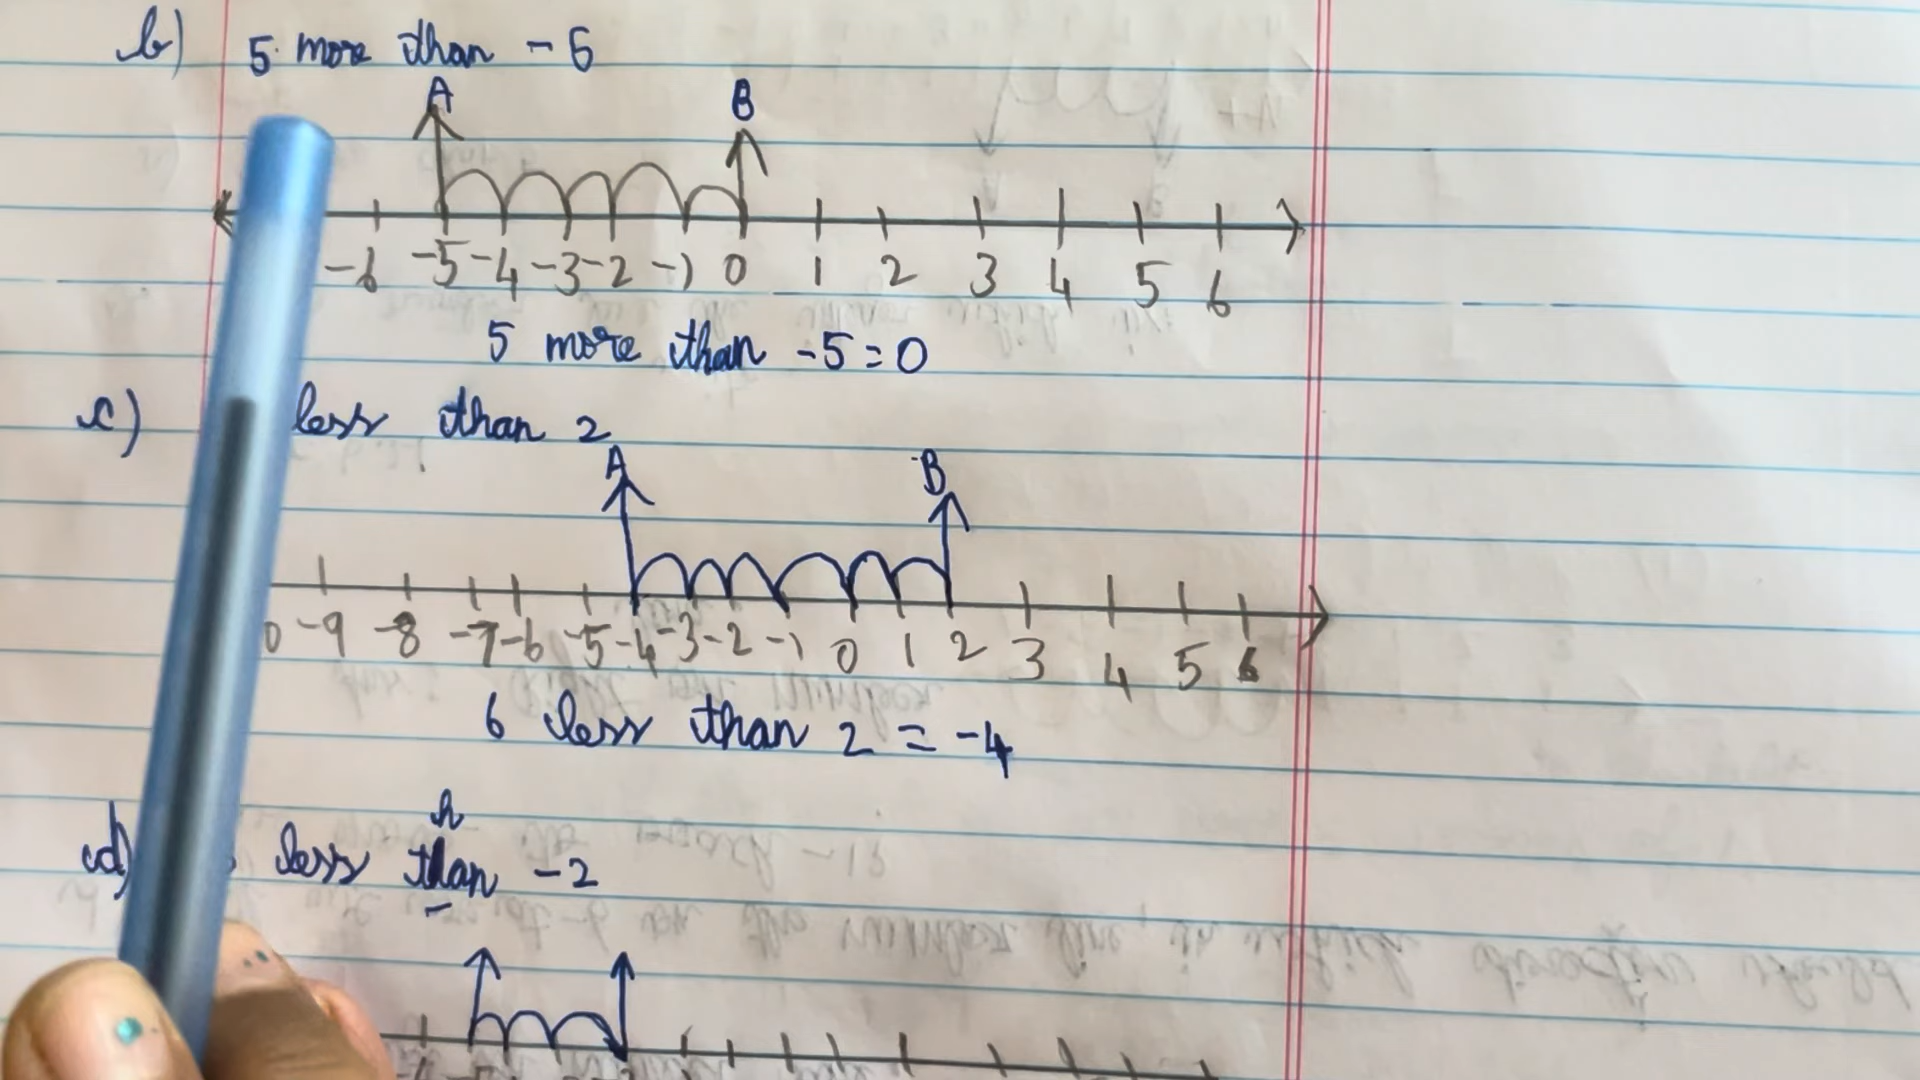 b) 5 more than -5
A B
-6 -5 -4 -3 -2 -1 0 1 2 3 4 5 6
5 more than -5 = 0
c) less than 2
A B
0 -9 -8 -7 -6 -5 -4 -3 -2 -1 0 1 2 3 4 5 6
6 less than 2 = -4
h
d) less than -2